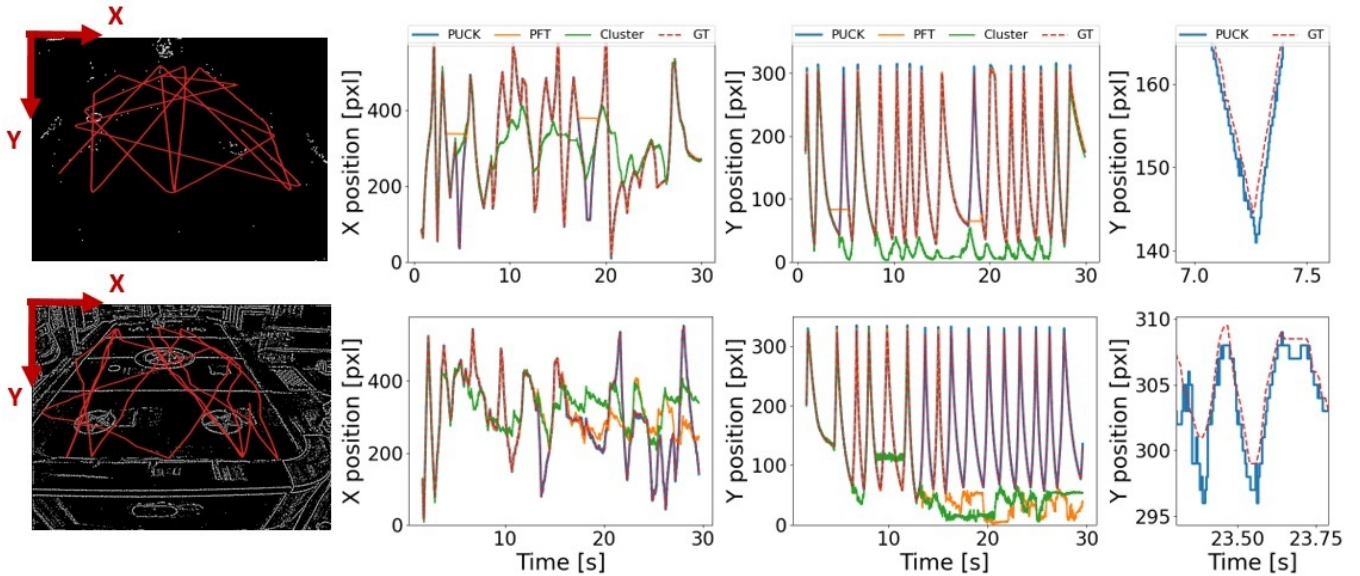 X
Y
PUCK PFT Cluster GT
X position [pxl]
400
200
0
0 10 20 30
PUCK PFT Cluster GT
Y position [pxl]
300
200
100
0
0 10 20 30
PUCK GT
Y position [pxl]
160
150
140
7.0 7.5
X
Y
X position [pxl]
400
200
0
10 20 30
Time [s]
Y position [pxl]
300
200
100
0
10 20 30
Time [s]
Y position [pxl]
310
305
300
295
23.50 23.75
Time [s]